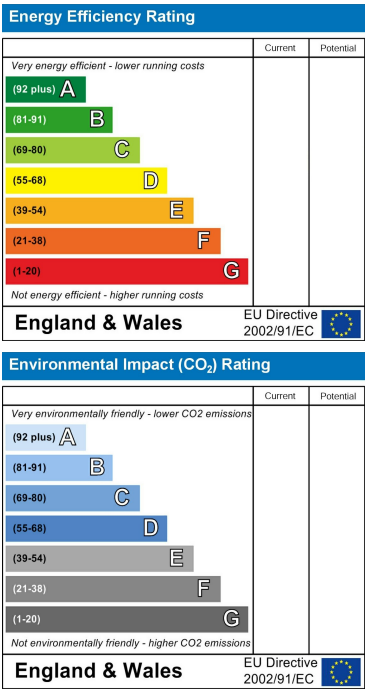 Energy Efficiency Rating
Current Potential
Very energy efficient - lower running costs
(92 plus) A
(81-91) B
(69-80) C
(55-68) D
(39-54) E
(21-38) F
(1-20) G
Not energy efficient - higher running costs
England & Wales
EU Directive
2002/91/EC
Environmental Impact (CO₂) Rating
Current Potential
Very environmentally friendly - lower CO2 emissions
(92 plus) A
(81-91) B
(69-80) C
(55-68) D
(39-54) E
(21-38) F
(1-20) G
Not environmentally friendly - higher CO2 emissions
England & Wales
EU Directive
2002/91/EC